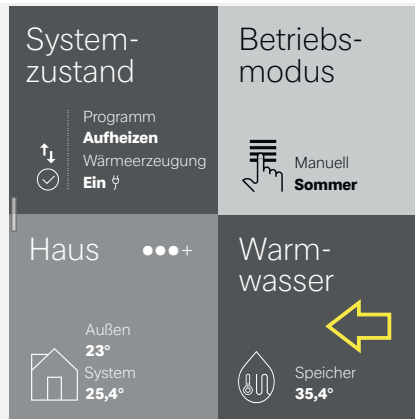 System-
zustand
Programm
Aufheizen
Wärmeerzeugung
Ein
Betriebs-
modus
Manuell
Sommer
Haus
Außen
23°
System
25,4°
Warm-
wasser
Speicher
35,4°